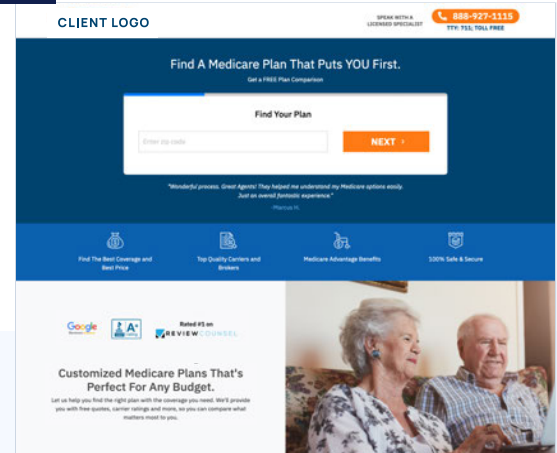 CLIENT LOGO
SPEAK WITH A
LICENSED SPECIALIST
888-927-1115
TTY: 711; TOLL FREE
Find A Medicare Plan That Puts YOU First.
Get a FREE Plan Comparison
Find Your Plan
Enter zip code
NEXT
"Wonderful process. Great Agents! They helped me understand my Medicare options easily.
Just an overall fantastic experience."
-Marcus H.
Find The Best Coverage and
Best Price
Top Quality Carriers and
Brokers
Medicare Advantage Benefits
100% Safe & Secure
Google
A+
Rated #5 on
REVIEWCOUNSEL
Customized Medicare Plans That's
Perfect For Any Budget.
Let us help you find the right plan with the coverage you need. We'll provide
you with free quotes, carrier ratings and more, so you can compare what
matters most to you.